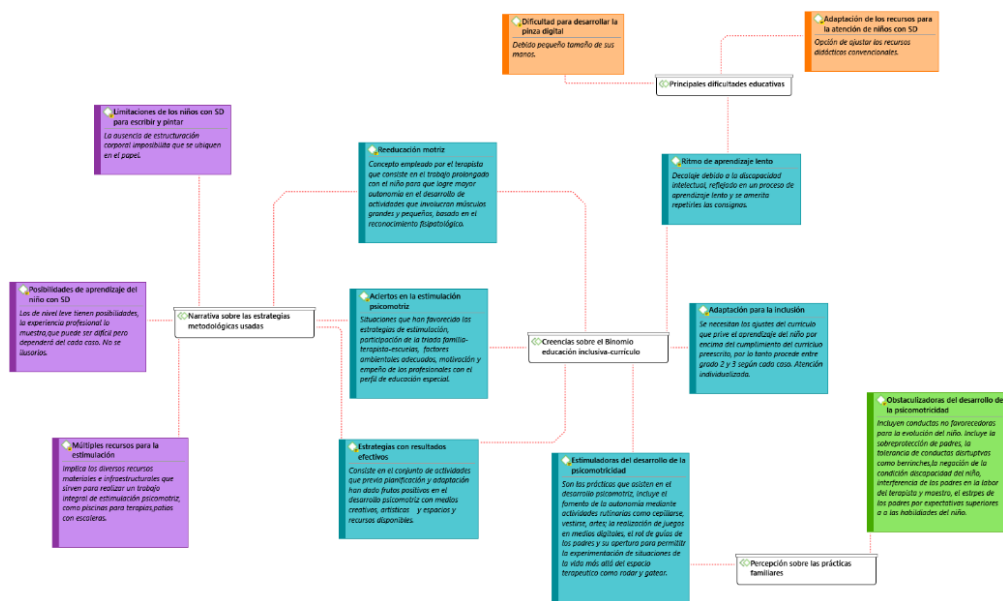 Dificultad para desarrollar la
pinza digital
Debido pequeño tamaño de sus
manos.
Adaptación de los recursos para
la atención de niños con SD
Opción de ajustar los recursos
didácticos convencionales.
Principales dificultades educativas
Limitaciones de los niños con SD
para escribir y pintar
La ausencia de estructuración
corporal imposibilita que se ubiquen
en el papel.
Reeducación motriz
Concepto empleado por el terapista
que consiste en el trabajo prolongado
con el niño para que logre mayor
autonomía en el desarrollo de
actividades que involucran músculos
grandes y pequeños, basado en el
reconocimiento fisipatológico.
Ritmo de aprendizaje lento
Decalaje debido a la discapacidad
intelectual, reflejado en un proceso de
aprendizaje lento y se amerita
repetirles las consignas.
Posibilidades de aprendizaje del
niño con SD
Los de nivel leve tienen posibilidades,
la experiencia profesional lo
muestra,que puede ser difícil pero
dependerá del cada caso. No se
ilusorios.
Narrativa sobre las estrategias
metodológicas usadas
Aciertos en la estimulación
psicomotriz
Situaciones que han favorecido las
estrategias de estimulación,
participación de la triada familia-
terapista-escuelas, factores
ambientales adecuados, motivación y
empeño de los profesionales con el
perfil de educación especial.
Creencias sobre el Binomio
educación inclusiva-currículo
Adaptación para la inclusión
Se necesitan los ajustes del currículo
que prive el aprendizaje del niño por
encima del cumplimiento del currículo
preescrito, por lo tanto procede entre
grado 2 y 3 según cada caso. Atención
individualizada.
Múltiples recursos para la
estimulación
Implica los diversos recursos
materiales e infraestructurales que
sirven para realizar un trabajo
integral de estimulación psicomotriz,
como piscinas para terapias,patios
con escaleras.
Estrategias con resultados
efectivos
Consiste en el conjunto de actividades
que previa planificación y adaptación
han dado frutos positivos en el
desarrollo psicomotriz con medios
creativos, artísticos y espacios y
recursos disponibles.
Estimuladoras del desarrollo de la
psicomotricidad
Son las prácticas que asisten en el
desarrollo psicomotriz, incluye el
fomento de la autonomía mediante
actividades rutinarias como cepillarse,
vestirse, artes; la realización de juegos
en medios digitales, el rol de guías de
los padres y su apertura para permititr
la experimentación de situaciones de
la vida más allá del espacio
terapeutico como rodar y gatear.
Obstaculizadoras del desarrollo de
la psicomotricidad
Incluyen conductas no favorecedoras
para la evolución del niño. Incluye la
sobreprotección de padres, la
tolerancia de conductas disrtuptivas
como berrinches,la negación de la
condición discapacidad del niño,
interferencia de los padres en la labor
del terapista y maestro, el estrpes de
los padres por expectativas superiores
a a las habilidades del niño.
Percepción sobre las prácticas
familiares